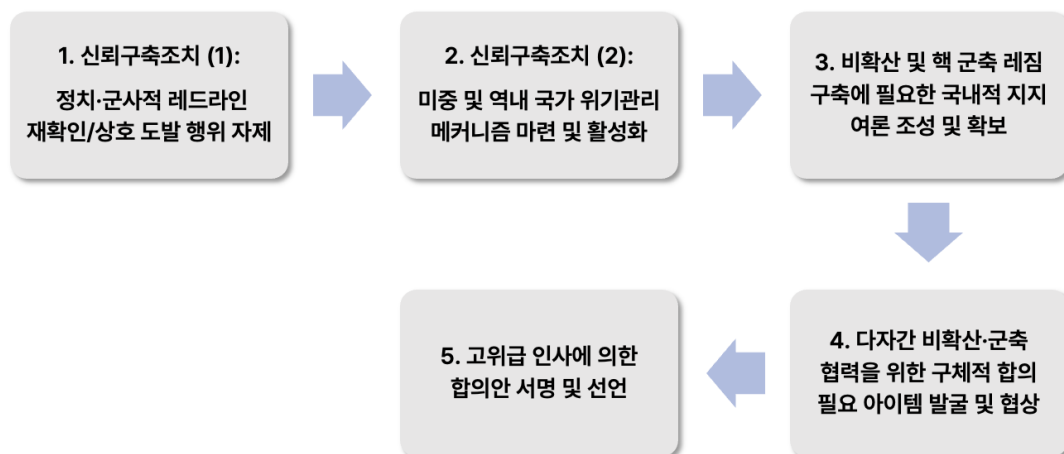 1. 신뢰구축조치 (1):
정치·군사적 레드라인
재확인/상호 도발 행위 자제
2. 신뢰구축조치 (2):
미중 및 역내 국가 위기관리
메커니즘 마련 및 활성화
3. 비확산 및 핵 군축 레짐
구축에 필요한 국내적 지지
여론 조성 및 확보
4. 다자간 비확산·군축
협력을 위한 구체적 합의
필요 아이템 발굴 및 협상
5. 고위급 인사에 의한
합의안 서명 및 선언